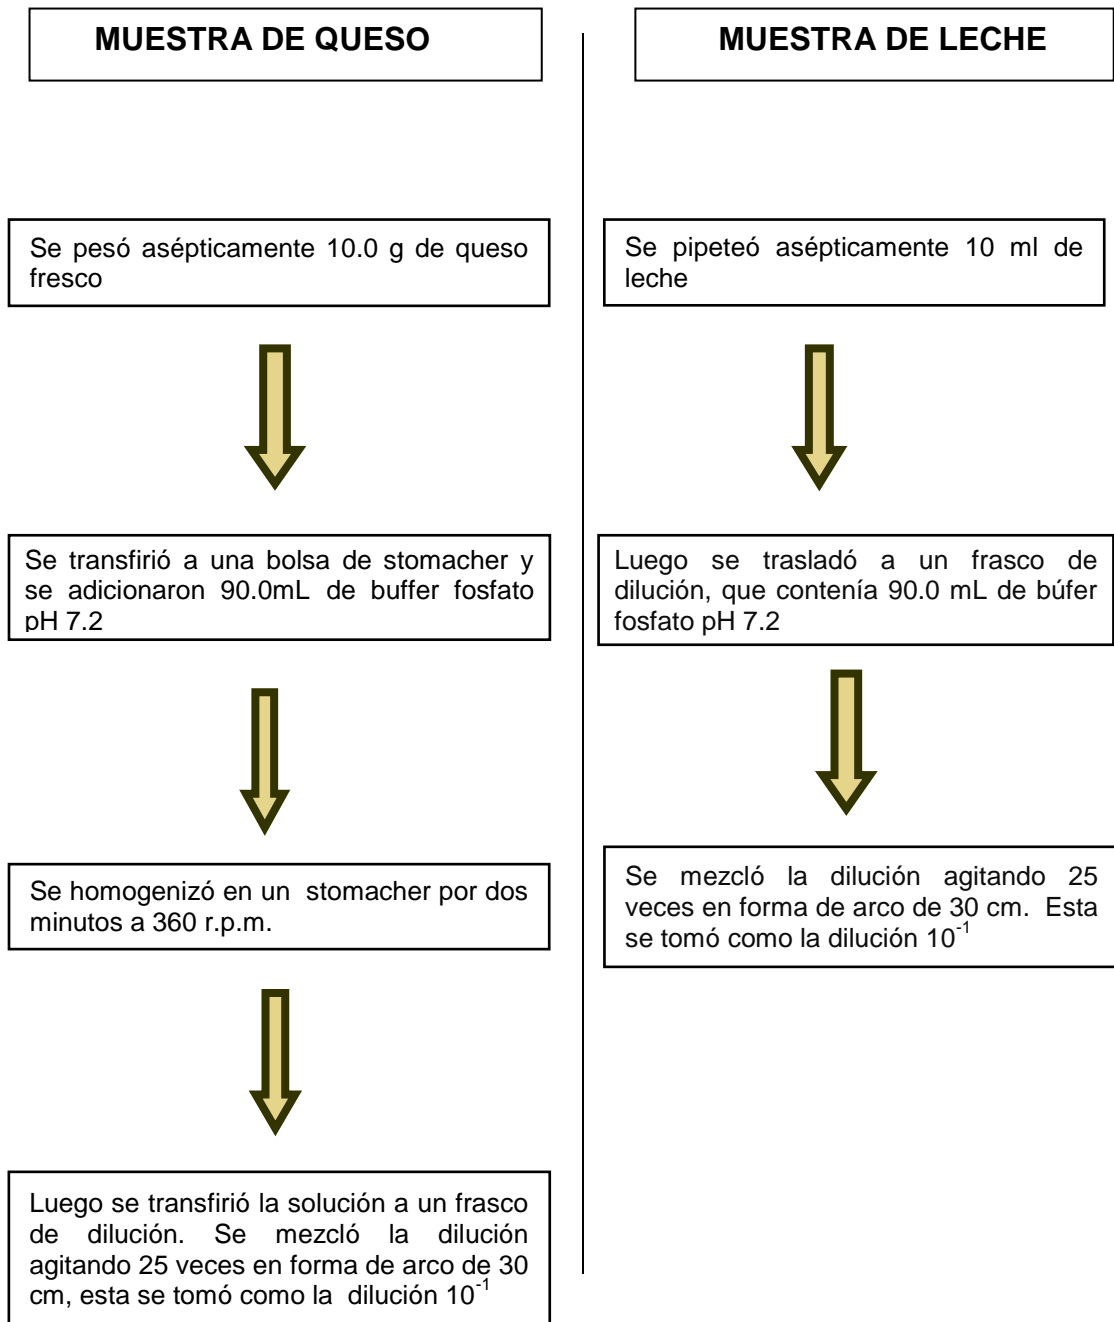 MUESTRA DE QUESO
Se pesó asépticamente 10.0 g de queso
fresco
Se transfirió a una bolsa de stomacher y
se adicionaron 90.0mL de buffer fosfato
pH 7.2
Se homogenizó en un stomacher por dos
minutos a 360 r.p.m.
Luego se transfirió la solución a un frasco
de dilución. Se mezcló la dilución
agitando 25 veces en forma de arco de 30
cm, esta se tomó como la dilución 10⁻¹
MUESTRA DE LECHE
Se pipeteó asépticamente 10 ml de
leche
Luego se trasladó a un frasco de
dilución, que contenía 90.0 mL de búfer
fosfato pH 7.2
Se mezcló la dilución agitando 25
veces en forma de arco de 30 cm. Esta
se tomó como la dilución 10⁻¹